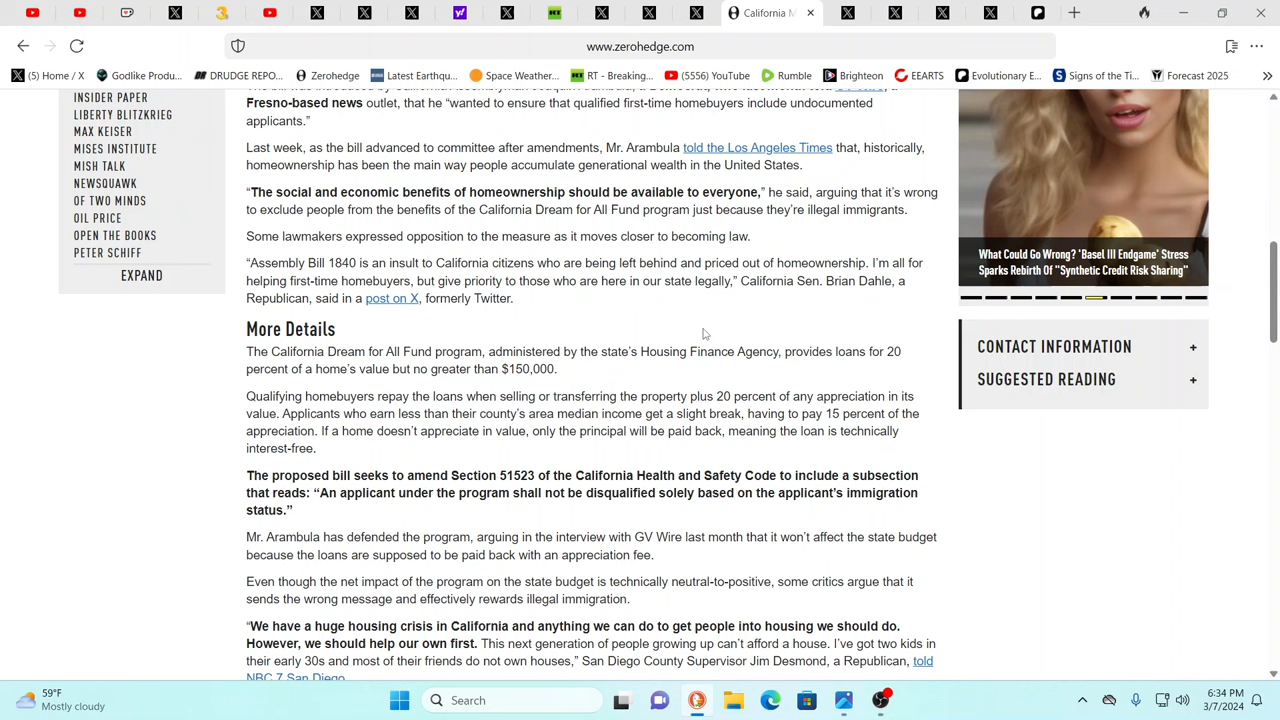 California M
www.zerohedge.com
(5) Home / X
Godlike Produ...
DRUDGE REPO...
Zerohedge
Latest Earthqu...
Space Weather...
RT - Breaking...
(5556) YouTube
Rumble
Brighteon
EEARTS
Evolutionary E...
Signs of the Ti...
Forecast 2025
INSIDER PAPER
LIBERTY BLITZKRIEG
MAX KEISER
MISES INSTITUTE
MISH TALK
NEWSQUAWK
OF TWO MINDS
OIL PRICE
OPEN THE BOOKS
PETER SCHIFF
EXPAND
Fresno-based news outlet, that he “wanted to ensure that qualified first-time homebuyers include undocumented
applicants.”
Last week, as the bill advanced to committee after amendments, Mr. Arambula told the Los Angeles Times that, historically,
homeownership has been the main way people accumulate generational wealth in the United States.
“The social and economic benefits of homeownership should be available to everyone,” he said, arguing that it’s wrong
to exclude people from the benefits of the California Dream for All Fund program just because they’re illegal immigrants.
Some lawmakers expressed opposition to the measure as it moves closer to becoming law.
“Assembly Bill 1840 is an insult to California citizens who are being left behind and priced out of homeownership. I’m all for
helping first-time homebuyers, but give priority to those who are here in our state legally,” California Sen. Brian Dahle, a
Republican, said in a post on X, formerly Twitter.
More Details
The California Dream for All Fund program, administered by the state’s Housing Finance Agency, provides loans for 20
percent of a home’s value but no greater than $150,000.
Qualifying homebuyers repay the loans when selling or transferring the property plus 20 percent of any appreciation in its
value. Applicants who earn less than their county’s area median income get a slight break, having to pay 15 percent of the
appreciation. If a home doesn’t appreciate in value, only the principal will be paid back, meaning the loan is technically
interest-free.
The proposed bill seeks to amend Section 51523 of the California Health and Safety Code to include a subsection
that reads: “An applicant under the program shall not be disqualified solely based on the applicant’s immigration
status.”
Mr. Arambula has defended the program, arguing in the interview with GV Wire last month that it won’t affect the state budget
because the loans are supposed to be paid back with an appreciation fee.
Even though the net impact of the program on the state budget is technically neutral-to-positive, some critics argue that it
sends the wrong message and effectively rewards illegal immigration.
“We have a huge housing crisis in California and anything we can do to get people into housing we should do.
However, we should help our own first. This next generation of people growing up can’t afford a house. I’ve got two kids in
their early 30s and most of their friends do not own houses,” San Diego County Supervisor Jim Desmond, a Republican, told
NBC 7 San Diego.
What Could Go Wrong? 'Basel III Endgame' Stress
Sparks Rebirth Of "Synthetic Credit Risk Sharing"
CONTACT INFORMATION +
SUGGESTED READING +
59°F
Mostly cloudy
Search
6:34 PM
3/7/2024